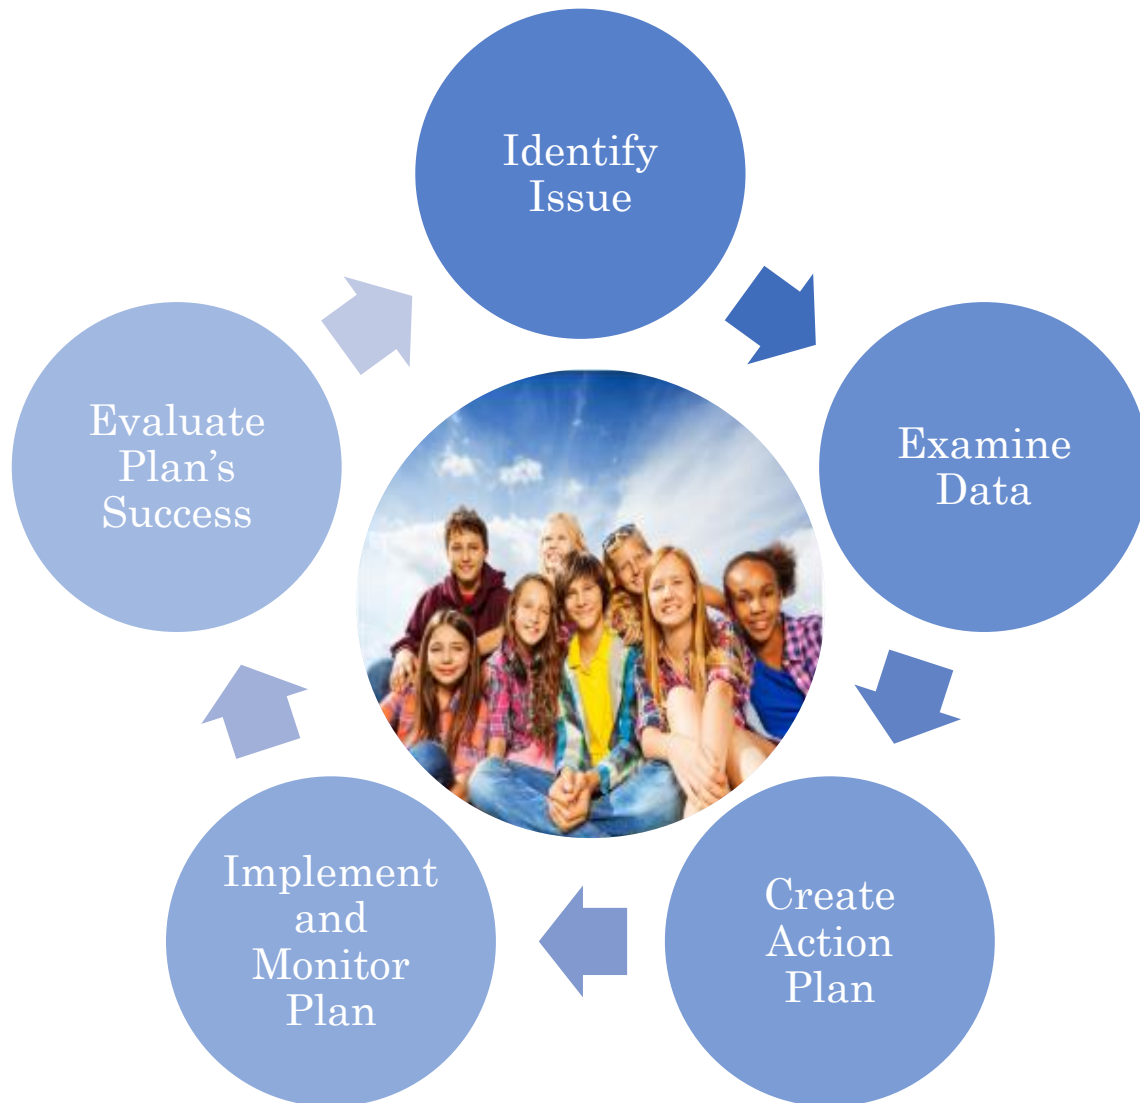 Identify
Issue
Examine
Data
Create
Action
Plan
Implement
and
Monitor
Plan
Evaluate
Plan’s
Success